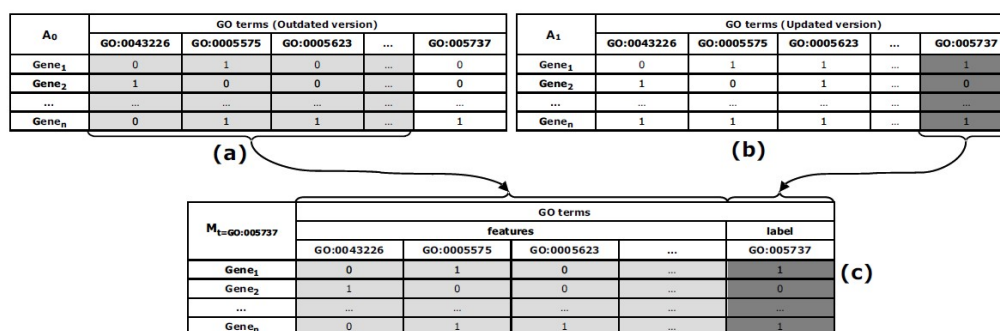 A0 GO terms (Outdated version)
GO:0043226 GO:0005575 GO:0005623 ... GO:005737
Gene1 0 1 0 ... 0
Gene2 1 0 0 ... 0
... ... ... ... ... ...
Genen 0 1 1 ... 1
(a)
A1 GO terms (Updated version)
GO:0043226 GO:0005575 GO:0005623 ... GO:005737
Gene1 0 1 1 ... 1
Gene2 1 0 1 ... 0
... ... ... ... ... ...
Genen 1 1 1 ... 1
(b)
Mt=GO:005737 GO terms
features label
GO:0043226 GO:0005575 GO:0005623 ... GO:005737
Gene1 0 1 0 ... 1
Gene2 1 0 0 ... 0
... ... ... ... ... ...
Genen 0 1 1 ... 1
(c)